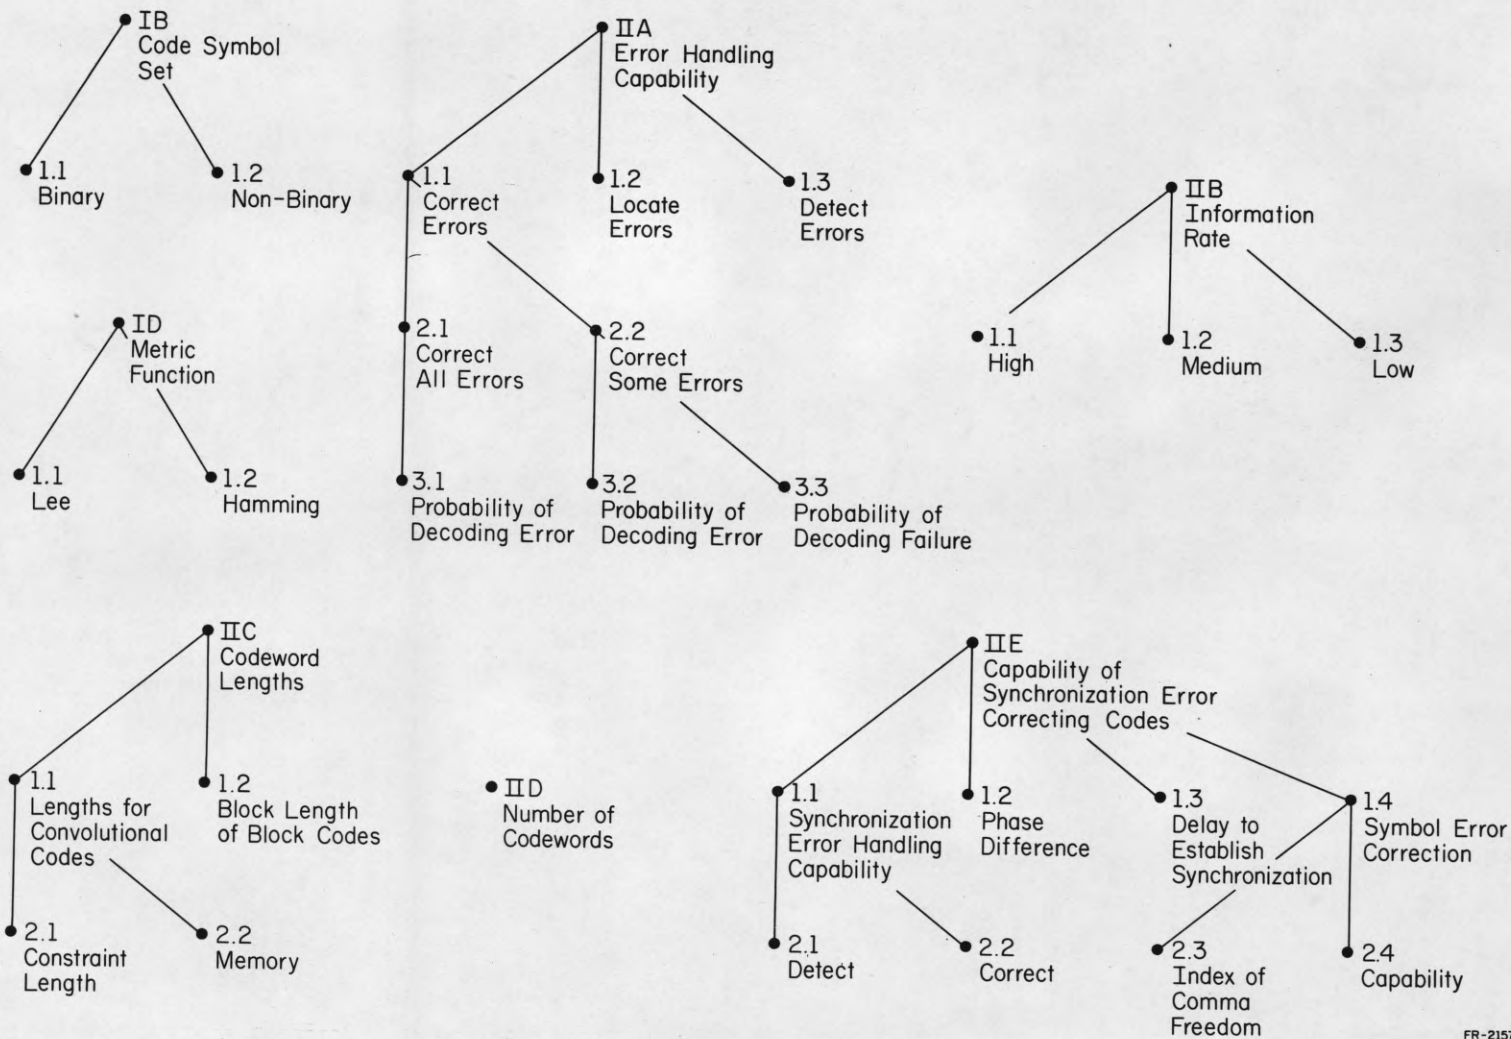 IB
Code Symbol
Set
1.1
Binary
1.2
Non-Binary
IIA
Error Handling
Capability
1.1
Correct
Errors
1.2
Locate
Errors
1.3
Detect
Errors
2.1
Correct
All Errors
2.2
Correct
Some Errors
3.1
Probability of
Decoding Error
3.2
Probability of
Decoding Error
3.3
Probability of
Decoding Failure
IIB
Information
Rate
1.1
High
1.2
Medium
1.3
Low
ID
Metric
Function
1.1
Lee
1.2
Hamming
IIC
Codeword
Lengths
1.1
Lengths for
Convolutional
Codes
1.2
Block Length
of Block Codes
2.1
Constraint
Length
2.2
Memory
IID
Number of
Codewords
IIE
Capability of
Synchronization Error
Correcting Codes
1.1
Synchronization
Error Handling
Capability
1.2
Phase
Difference
1.3
Delay to
Establish
Synchronization
1.4
Symbol Error
Correction
2.1
Detect
2.2
Correct
2.3
Index of
Comma
Freedom
2.4
Capability
FR-2157